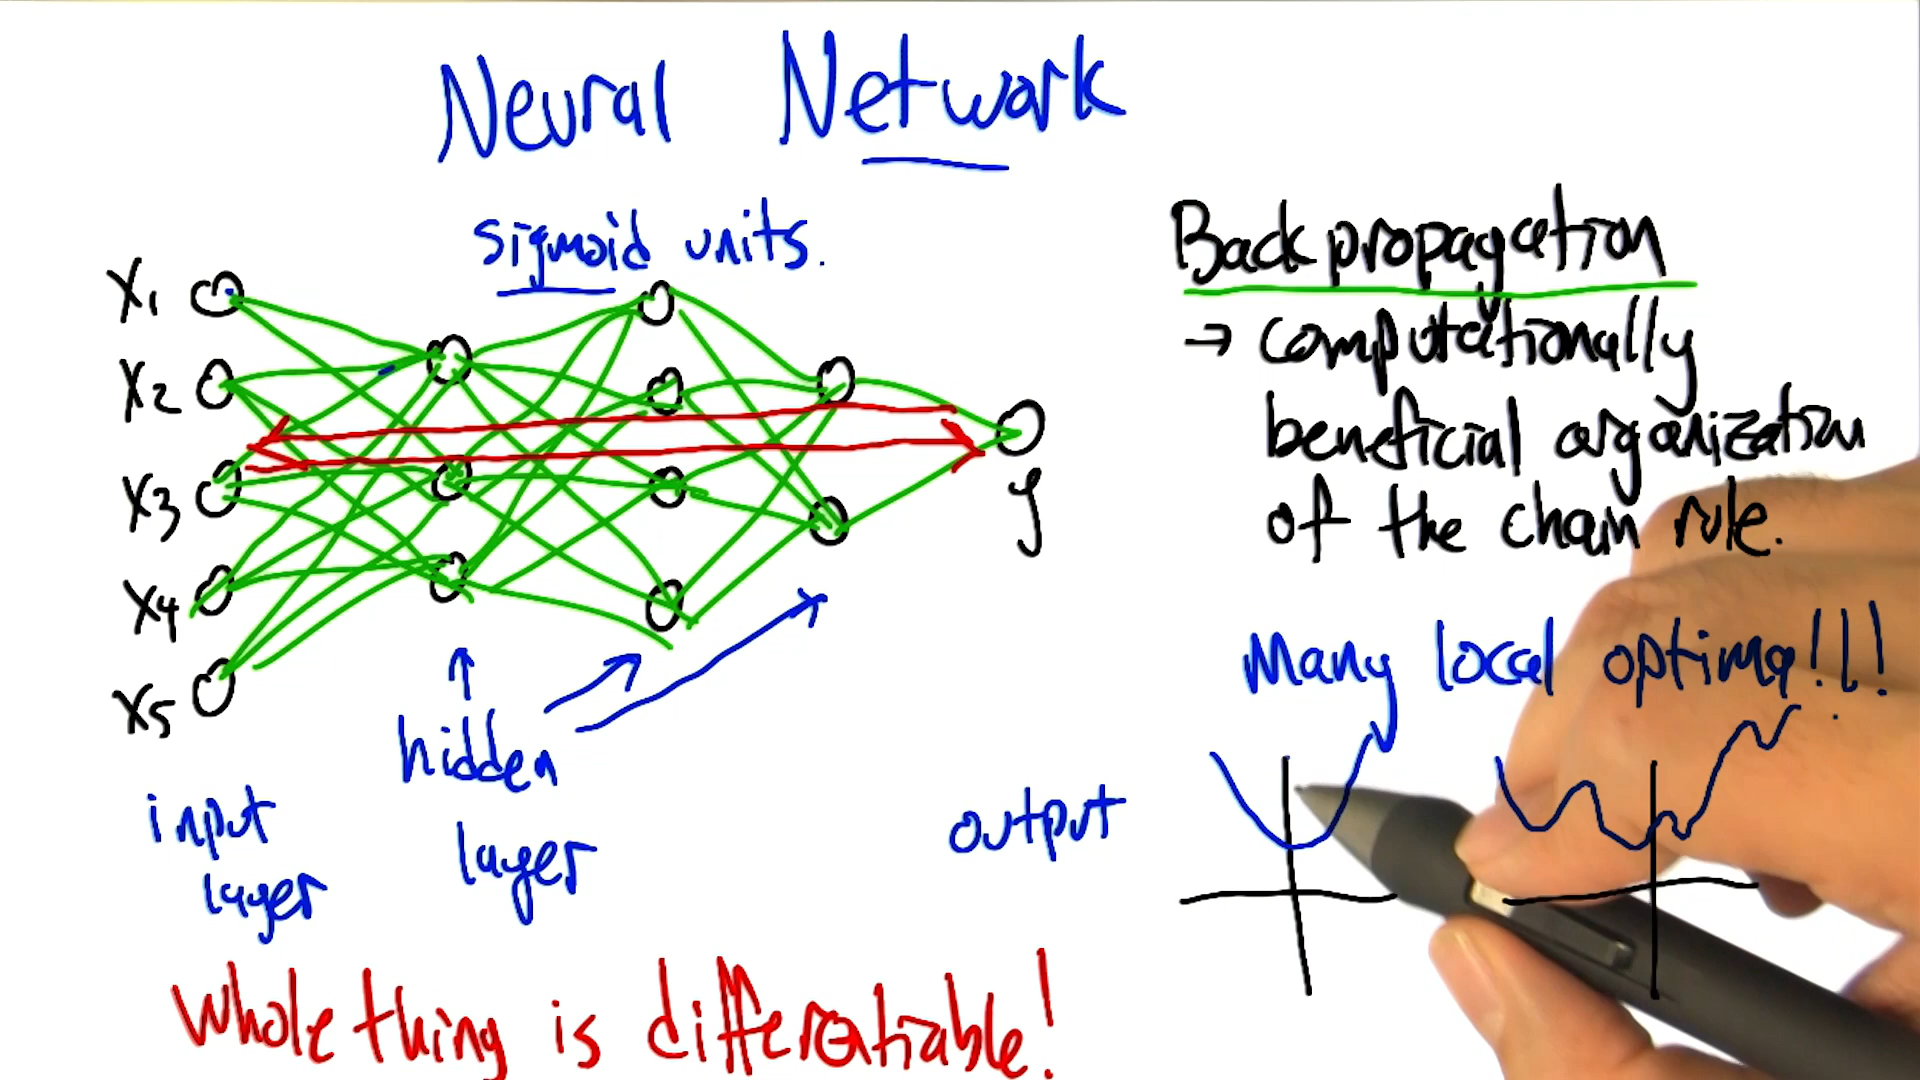 Neural Network
sigmoid units.
X1
X2
X3
X4
X5
y
input
layer
hidden
layer
output
whole thing is differentiable!
Backpropagation
→ computationally
beneficial organization
of the chain rule.
Many local optima!!!